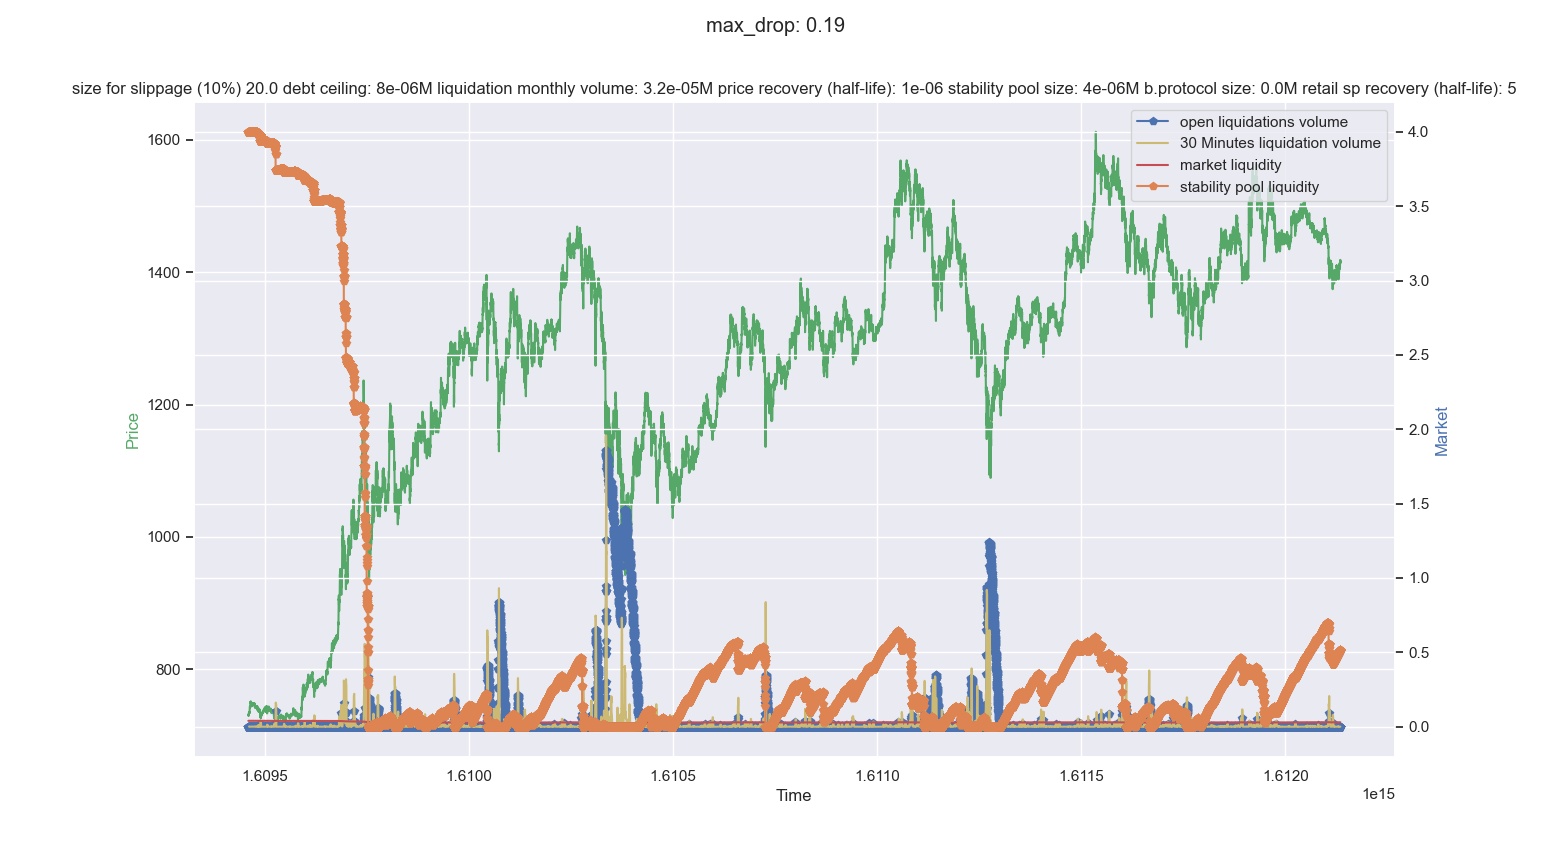 max_drop: 0.19
size for slippage (10%) 20.0 debt ceiling: 8e-06M liquidation monthly volume: 3.2e-05M price recovery (half-life): 1e-06 stability pool size: 4e-06M b.protocol size: 0.0M retail sp recovery (half-life): 5
open liquidations volume
30 Minutes liquidation volume
market liquidity
stability pool liquidity
1600
1400
1200
1000
800
Price
4.0
3.5
3.0
2.5
2.0
1.5
1.0
0.5
0.0
Market
1.6095 1.6100 1.6105 1.6110 1.6115 1.6120
Time
1e15